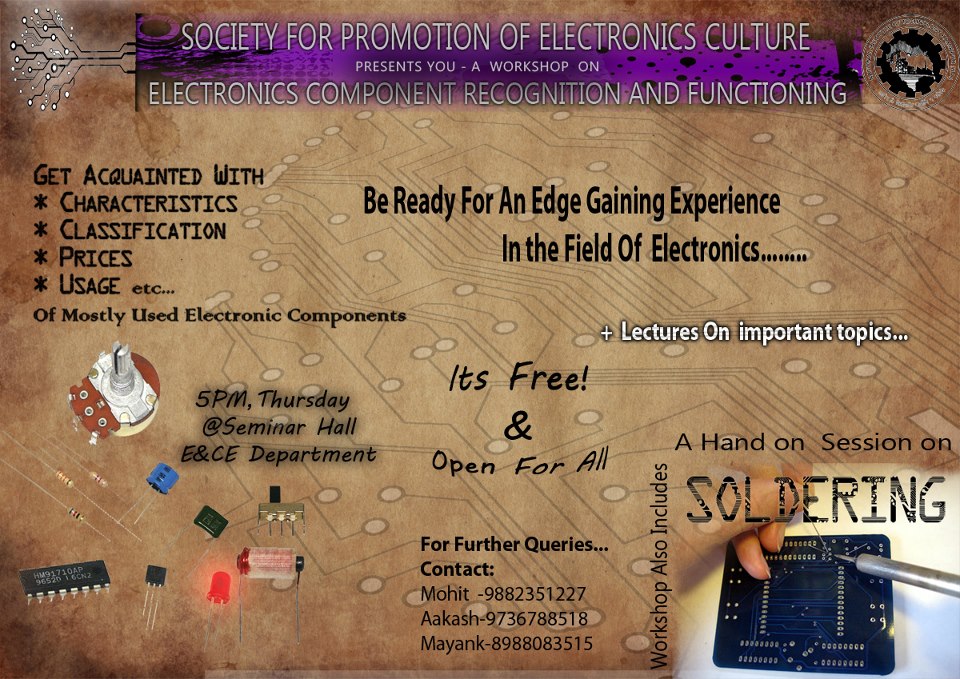 SOCIETY FOR PROMOTION OF ELECTRONICS CULTURE
PRESENTS YOU - A WORKSHOP ON
ELECTRONICS COMPONENT RECOGNITION AND FUNCTIONING
Get Acquainted With
* Characteristics
* Classification
* Prices
* Usage etc...
Of Mostly Used Electronic Components
Be Ready For An Edge Gaining Experience
In the Field Of Electronics........
+ Lectures On important topics...
5PM, Thursday
@Seminar Hall
E&CE Department
Its Free!
&
Open For All
A Hand on Session on
SOLDERING
Workshop Also Includes
For Further Queries...
Contact:
Mohit -9882351227
Aakash-9736788518
Mayank-8988083515
HM91710AP
9652D 16CN2